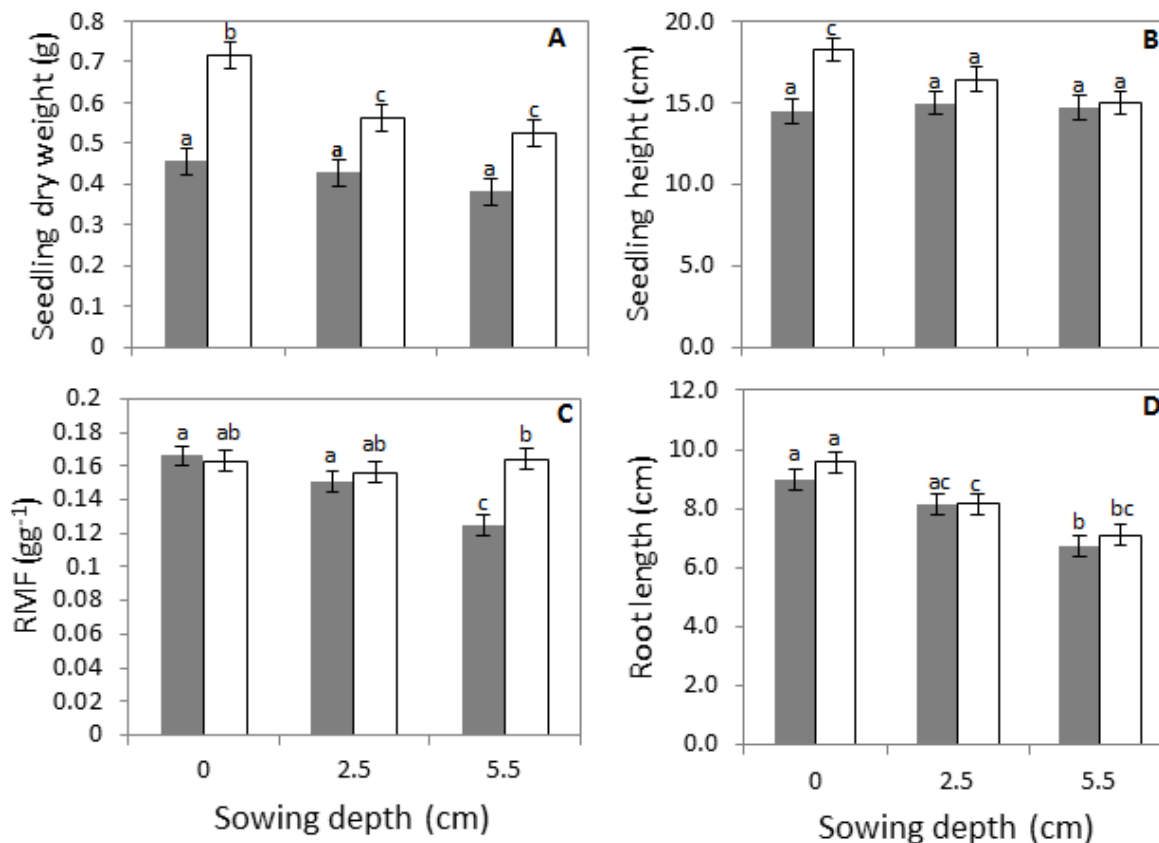 Seedling dry weight (g)
0.8
0.7
0.6
0.5
0.4
0.3
0.2
0.1
0
A
a
b
a
c
a
c
Seedling height (cm)
20.0
15.0
10.0
5.0
0.0
B
a
c
a
a
a
a
RMF (gg⁻¹)
0.2
0.18
0.16
0.14
0.12
0.1
0.08
0.06
0.04
0.02
0
C
a
ab
a
ab
c
b
0 2.5 5.5
Sowing depth (cm)
Root length (cm)
12.0
10.0
8.0
6.0
4.0
2.0
0.0
D
a
a
ac
c
b
bc
0 2.5 5.5
Sowing depth (cm)